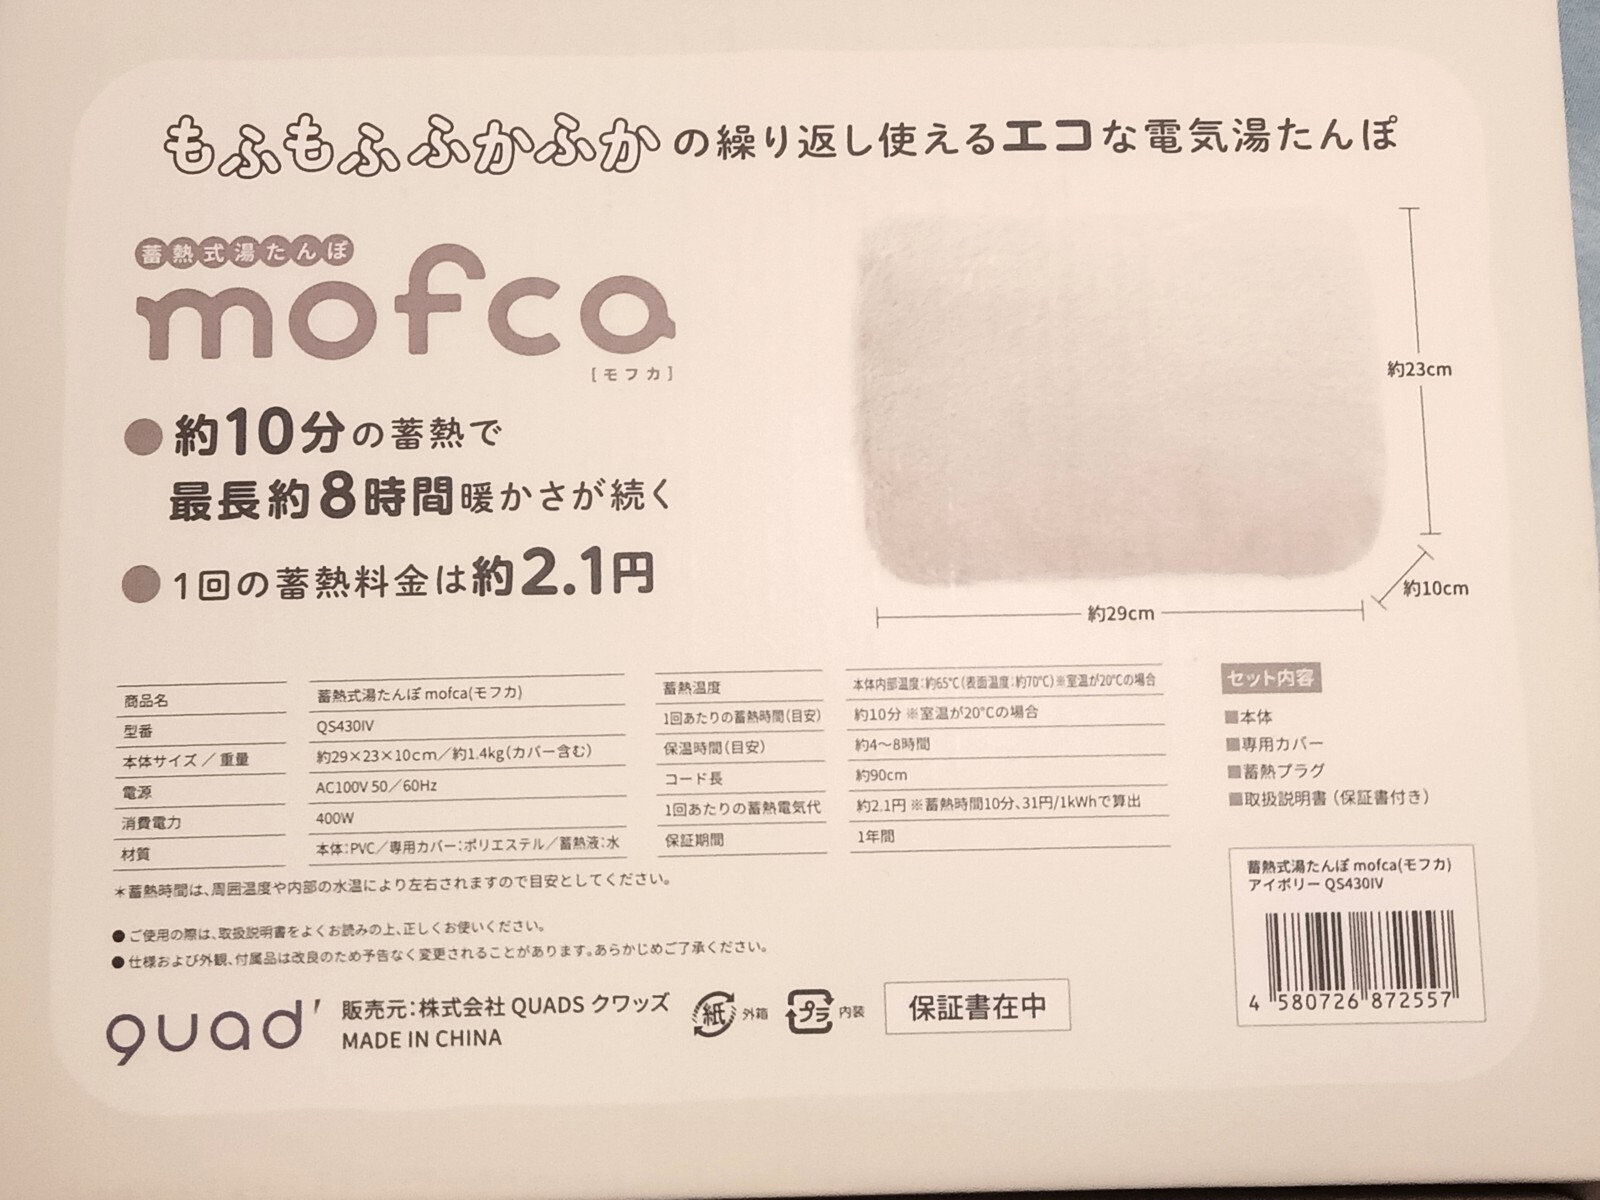 もふもふふかふかの繰り返し使えるエコな電気湯たんぽ
蓄熱式湯たんぽ
mofca
[モフカ]
●約10分の蓄熱で
最長約8時間暖かさが続く
●1回の蓄熱料金は約2.1円
約23cm
約10cm
約29cm
商品名 蓄熱式湯たんぽ mofca(モフカ)
型番 QS430IV
本体サイズ／重量 約29×23×10cm／約1.4kg(カバー含む)
電源 AC100V 50／60Hz
消費電力 400W
材質 本体:PVC／専用カバー:ポリエステル／蓄熱液:水
蓄熱温度 本体内部温度:約65℃(表面温度:約70℃)※室温が20℃の場合
1回あたりの蓄熱時間(目安) 約10分 ※室温が20℃の場合
保温時間(目安) 約4〜8時間
コード長 約90cm
1回あたりの蓄熱電気代 約2.1円 ※蓄熱時間10分、31円/1kWhで算出
保証期間 1年間
セット内容
■本体
■専用カバー
■蓄熱プラグ
■取扱説明書(保証書付き)
＊蓄熱時間は、周囲温度や内部の水温により左右されますので目安としてください。
●ご使用の際は、取扱説明書をよくお読みの上、正しくお使いください。
●仕様および外観、付属品は改良のため予告なく変更されることがあります。あらかじめご了承ください。
quad'
販売元:株式会社 QUADS クワッズ
MADE IN CHINA
紙 外箱
プラ 内装
保証書在中
蓄熱式湯たんぽ mofca(モフカ)
アイボリー QS430IV
4 580726 872557